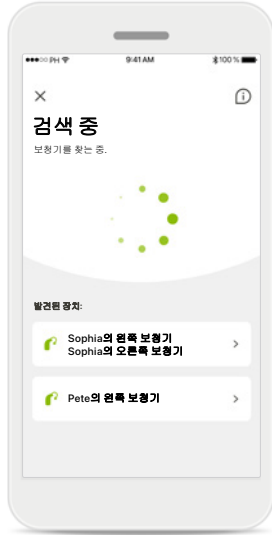 PH
9:41 AM
100 %
검색 중
보청기를 찾는 중.
발견된 장치:
Sophia의 왼쪽 보청기
Sophia의 오른쪽 보청기
Pete의 왼쪽 보청기